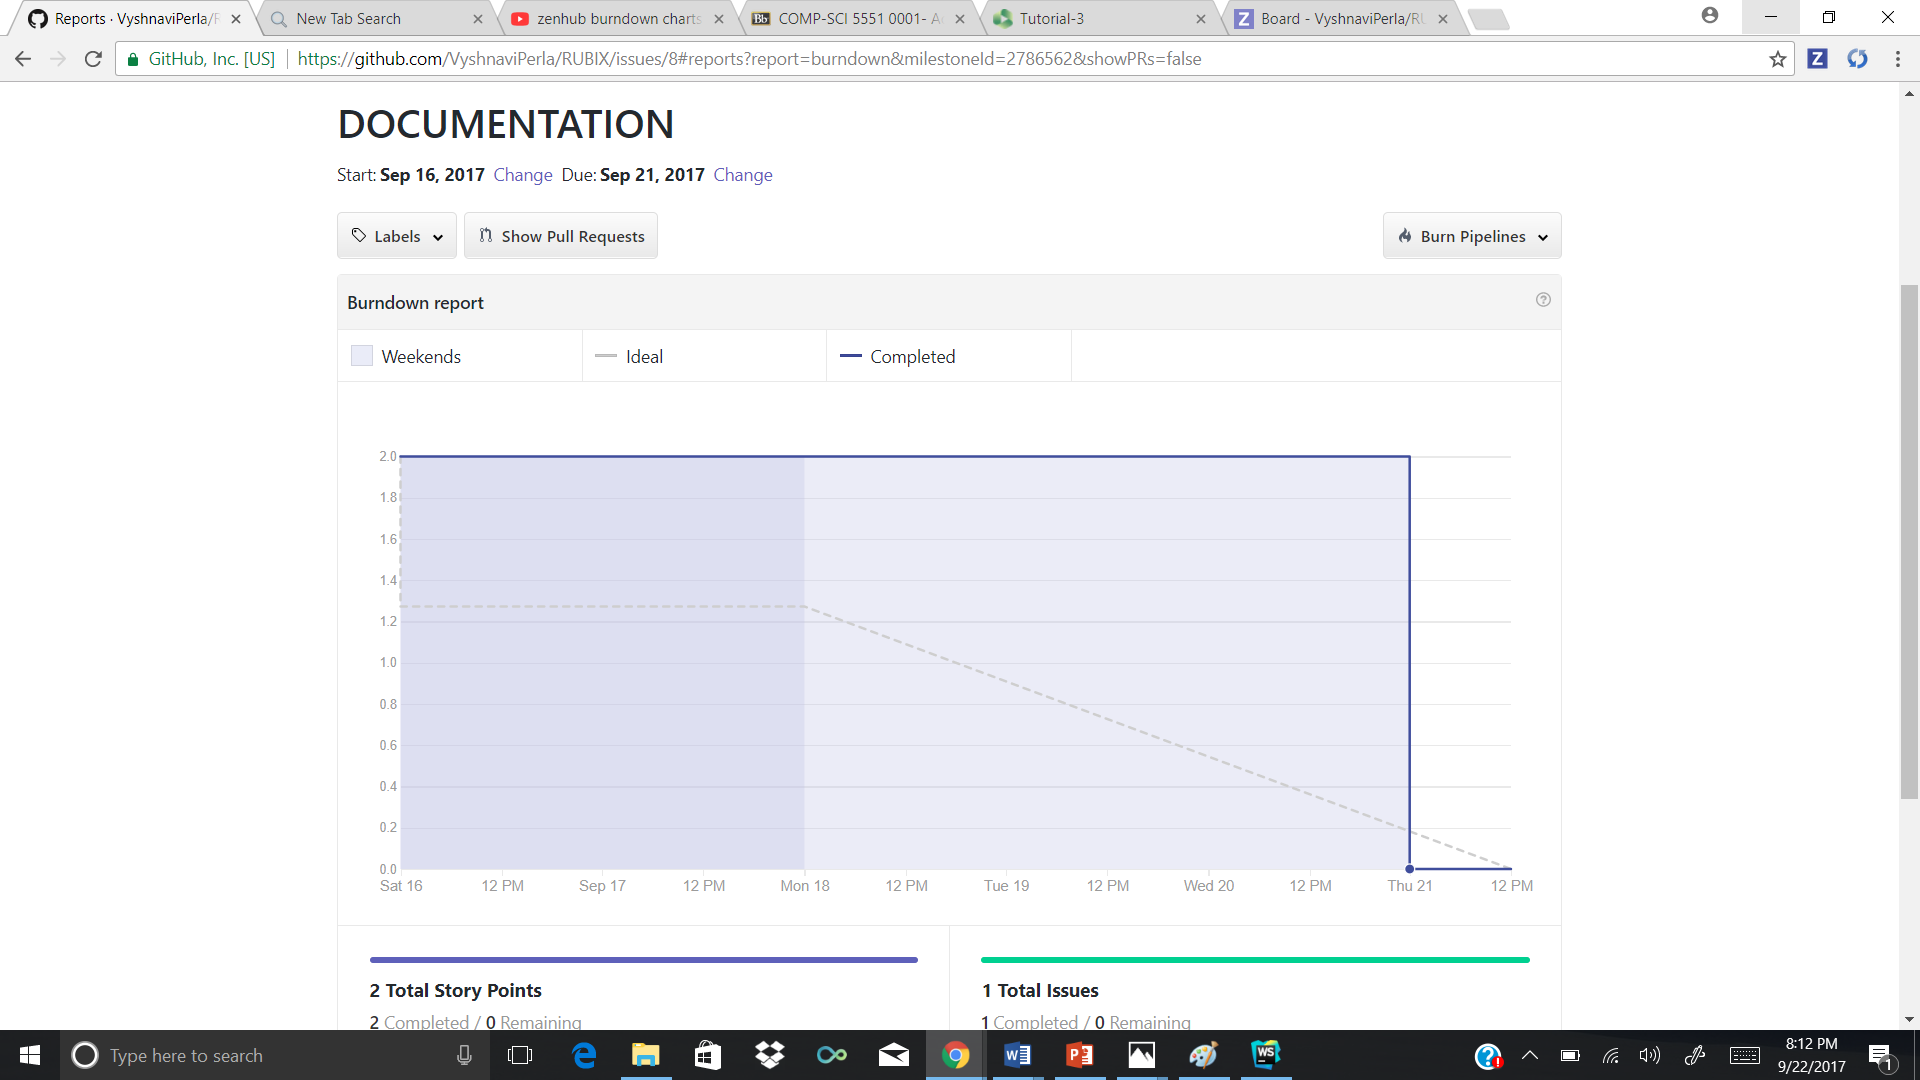 Reports · VyshnaviPerla/R
New Tab Search
zenhub burndown charts
Bb COMP-SCI 5551 0001- A
Tutorial-3
Z Board - VyshnaviPerla/RU
GitHub, Inc. [US] https://github.com/VyshnaviPerla/RUBIX/issues/8#reports?report=burndown&milestoneId=2786562&showPRs=false
Z
DOCUMENTATION
Start: Sep 16, 2017 Change Due: Sep 21, 2017 Change
Labels Show Pull Requests Burn Pipelines
Burndown report
Weekends Ideal Completed
2.0
1.8
1.6
1.4
1.2
1.0
0.8
0.6
0.4
0.2
0.0
Sat 16 12 PM Sep 17 12 PM Mon 18 12 PM Tue 19 12 PM Wed 20 12 PM Thu 21 12 PM
2 Total Story Points
2 Completed / 0 Remaining
1 Total Issues
1 Completed / 0 Remaining
Type here to search
WS
8:12 PM
9/22/2017
1